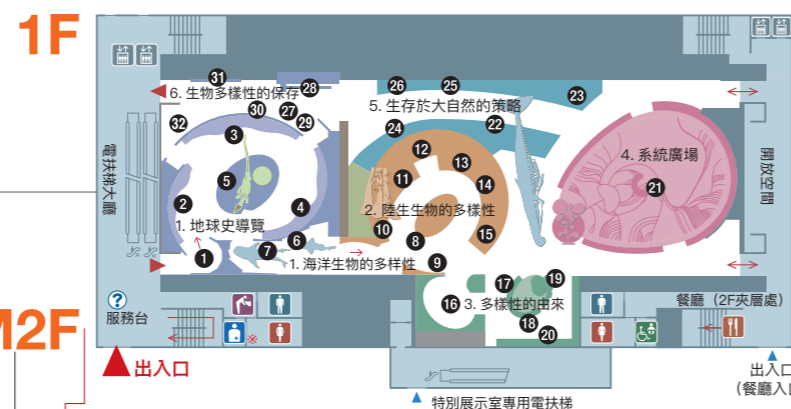 1F
31
28
26
25
23
6. 生物多樣性的保存
5. 生存於大自然的策略
30
27
29
32
3
24
22
12
13
4. 系統廣場
電扶梯大廳
開放空間
5
11
14
21
2
4
2. 陸生生物的多樣性
1. 地球史導覽
10
15
6
8
1
7
1. 海洋生物的多样性
9
?
服務台
16
17
19
3. 多樣性的由來
18
20
餐廳（2F夾層處）
M2F
※
出入口
出入口
(餐廳入口
特別展示室專用電扶梯